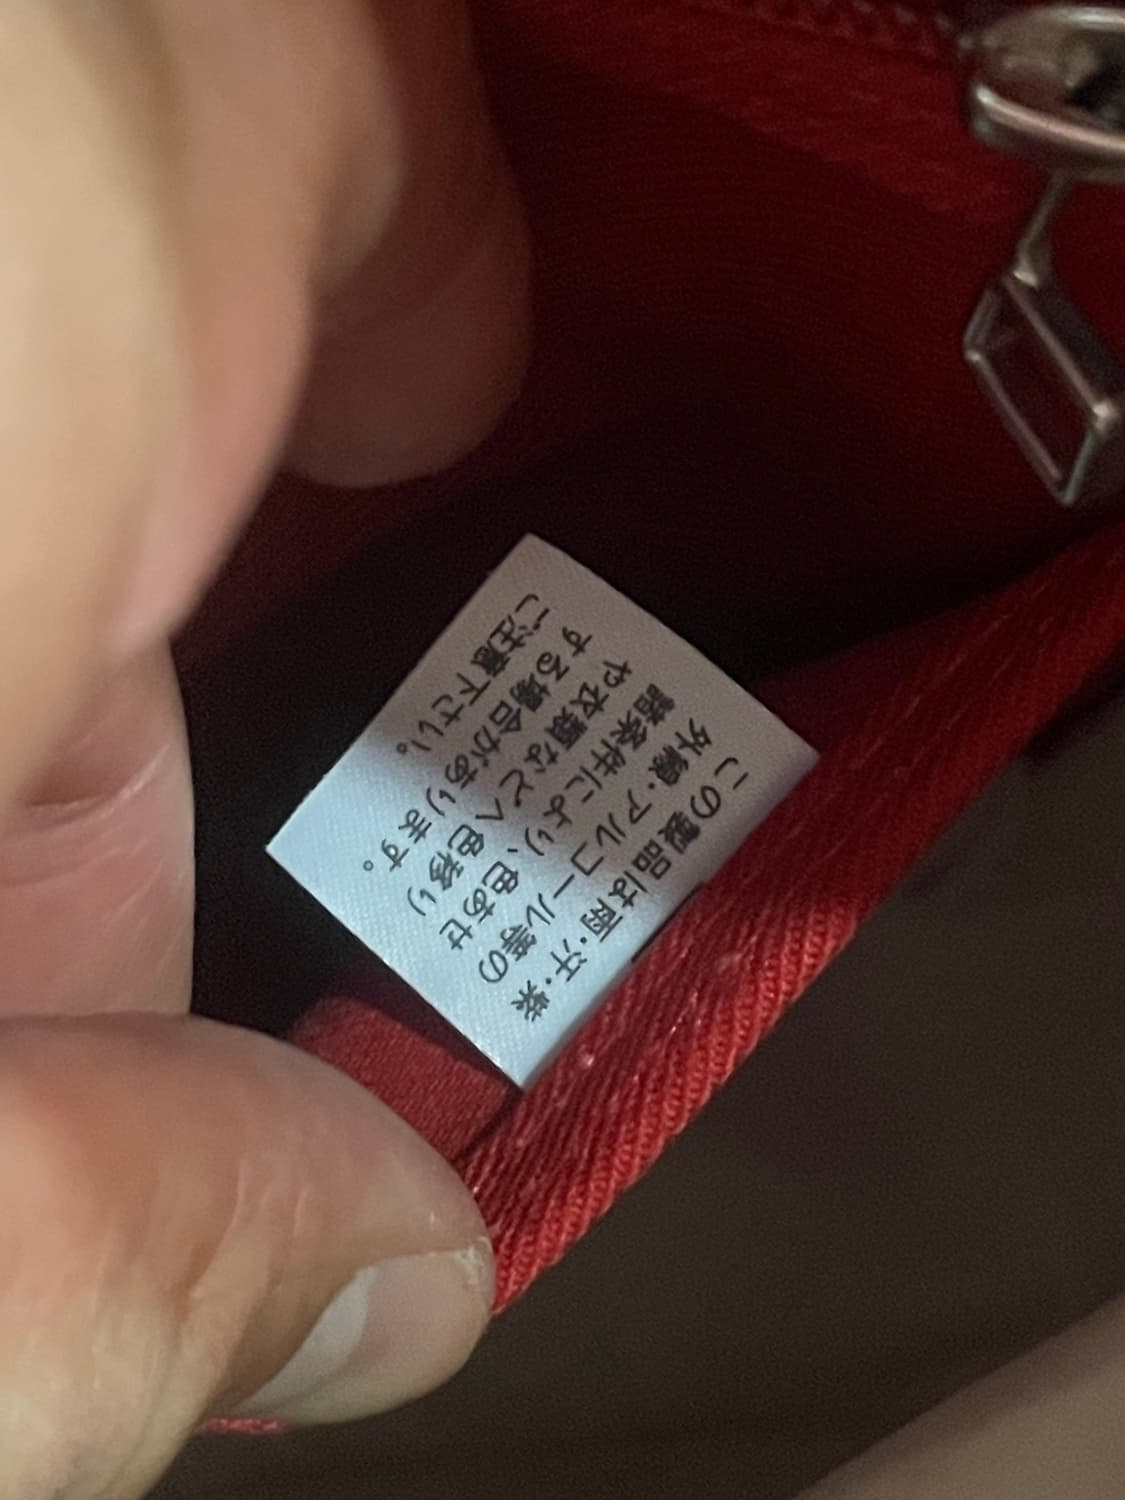 この製品は雨・汗・紫
外線・アルコール等の
諸条件により、色あせ
や衣類などへ色移り
する場合があります。
ご注意下さい。